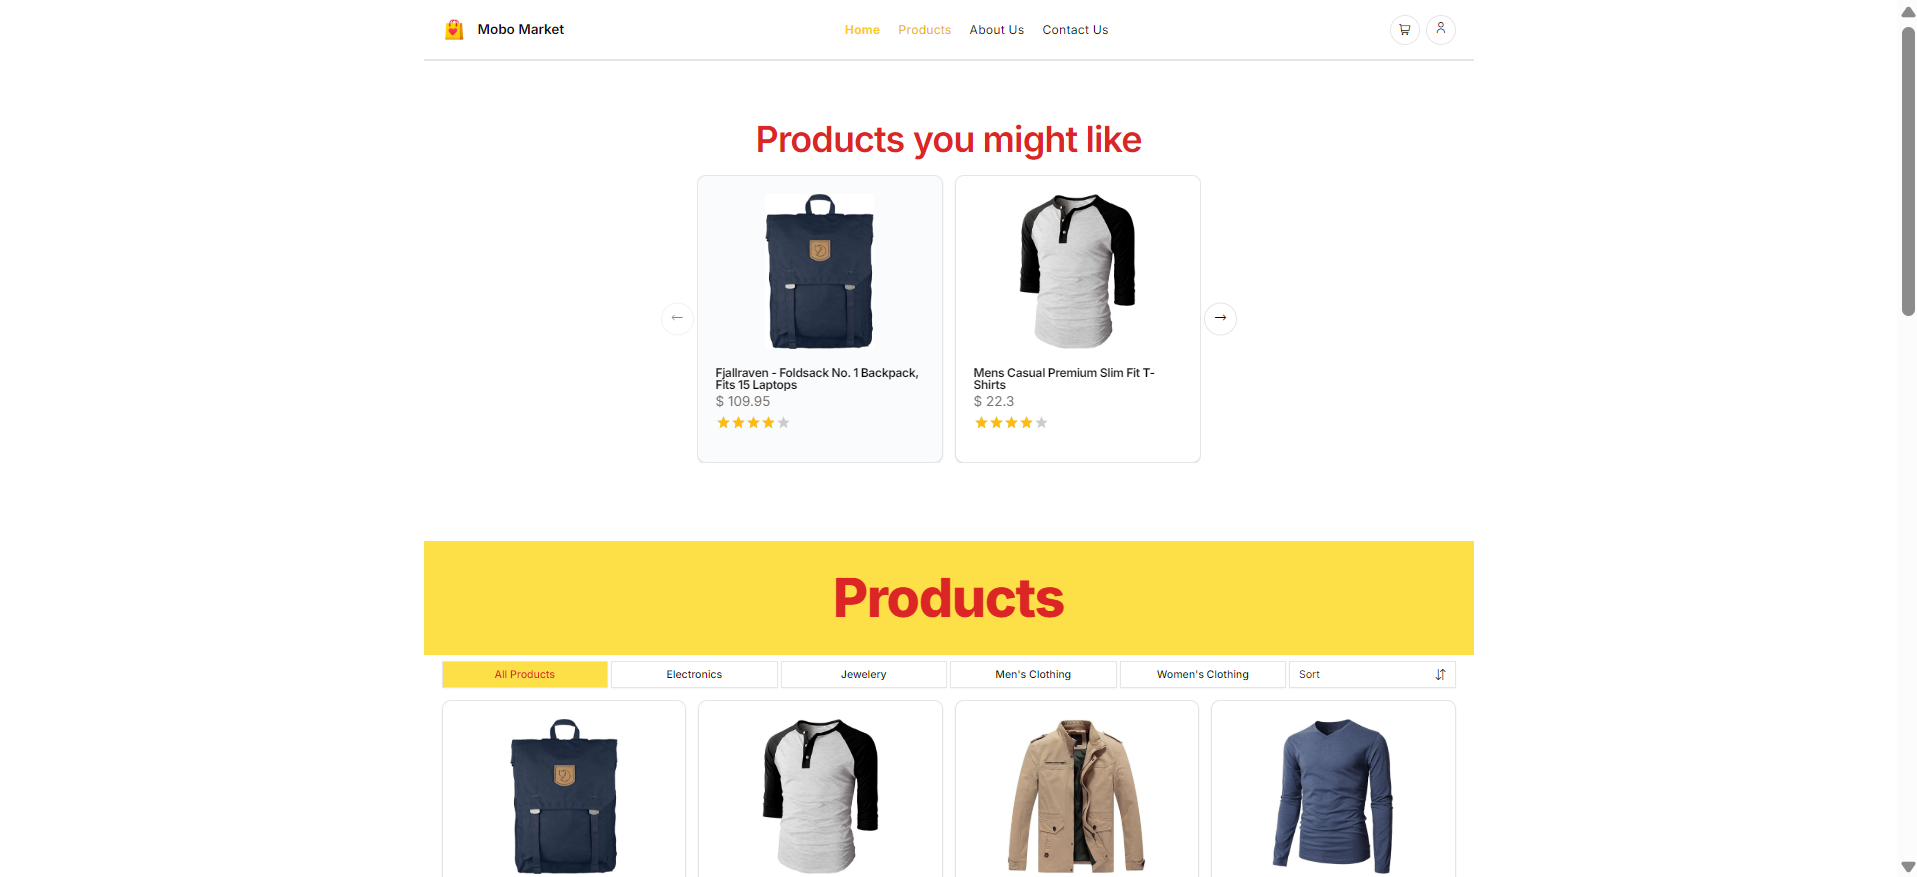 Mobo Market
Home
Products
About Us
Contact Us
Products you might like
Fjallraven - Foldsack No. 1 Backpack,
Fits 15 Laptops
$ 109.95
Mens Casual Premium Slim Fit T-
Shirts
$ 22.3
Products
All Products
Electronics
Jewelery
Men's Clothing
Women's Clothing
Sort